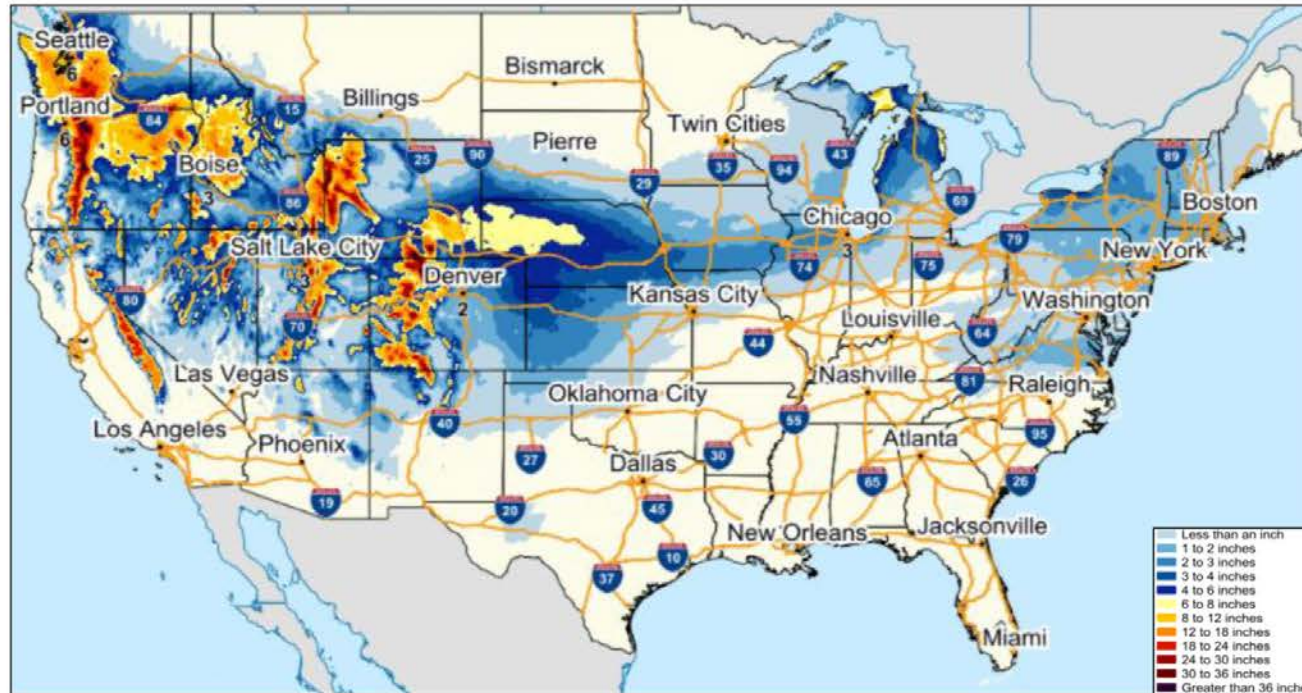 Seattle
6
Portland
6
84
15
Billings
Bismarck
Twin Cities
Boise
3
25
90
Pierre
29
35
94
43
69
89
Boston
86
Salt Lake City
3
Chicago
3
79
New York
Denver
2
74
75
80
70
Kansas City
Washington
Louisville
64
44
Las Vegas
Nashville
81
Raleigh
Oklahoma City
Los Angeles
Phoenix
40
55
95
Atlanta
27
30
Dallas
65
26
19
20
45
New Orleans
Jacksonville
10
37
Miami
Less than an inch
1 to 2 inches
2 to 3 inches
3 to 4 inches
4 to 6 inches
6 to 8 inches
8 to 12 inches
12 to 18 inches
18 to 24 inches
24 to 30 inches
30 to 36 inches
Greater than 36 inche